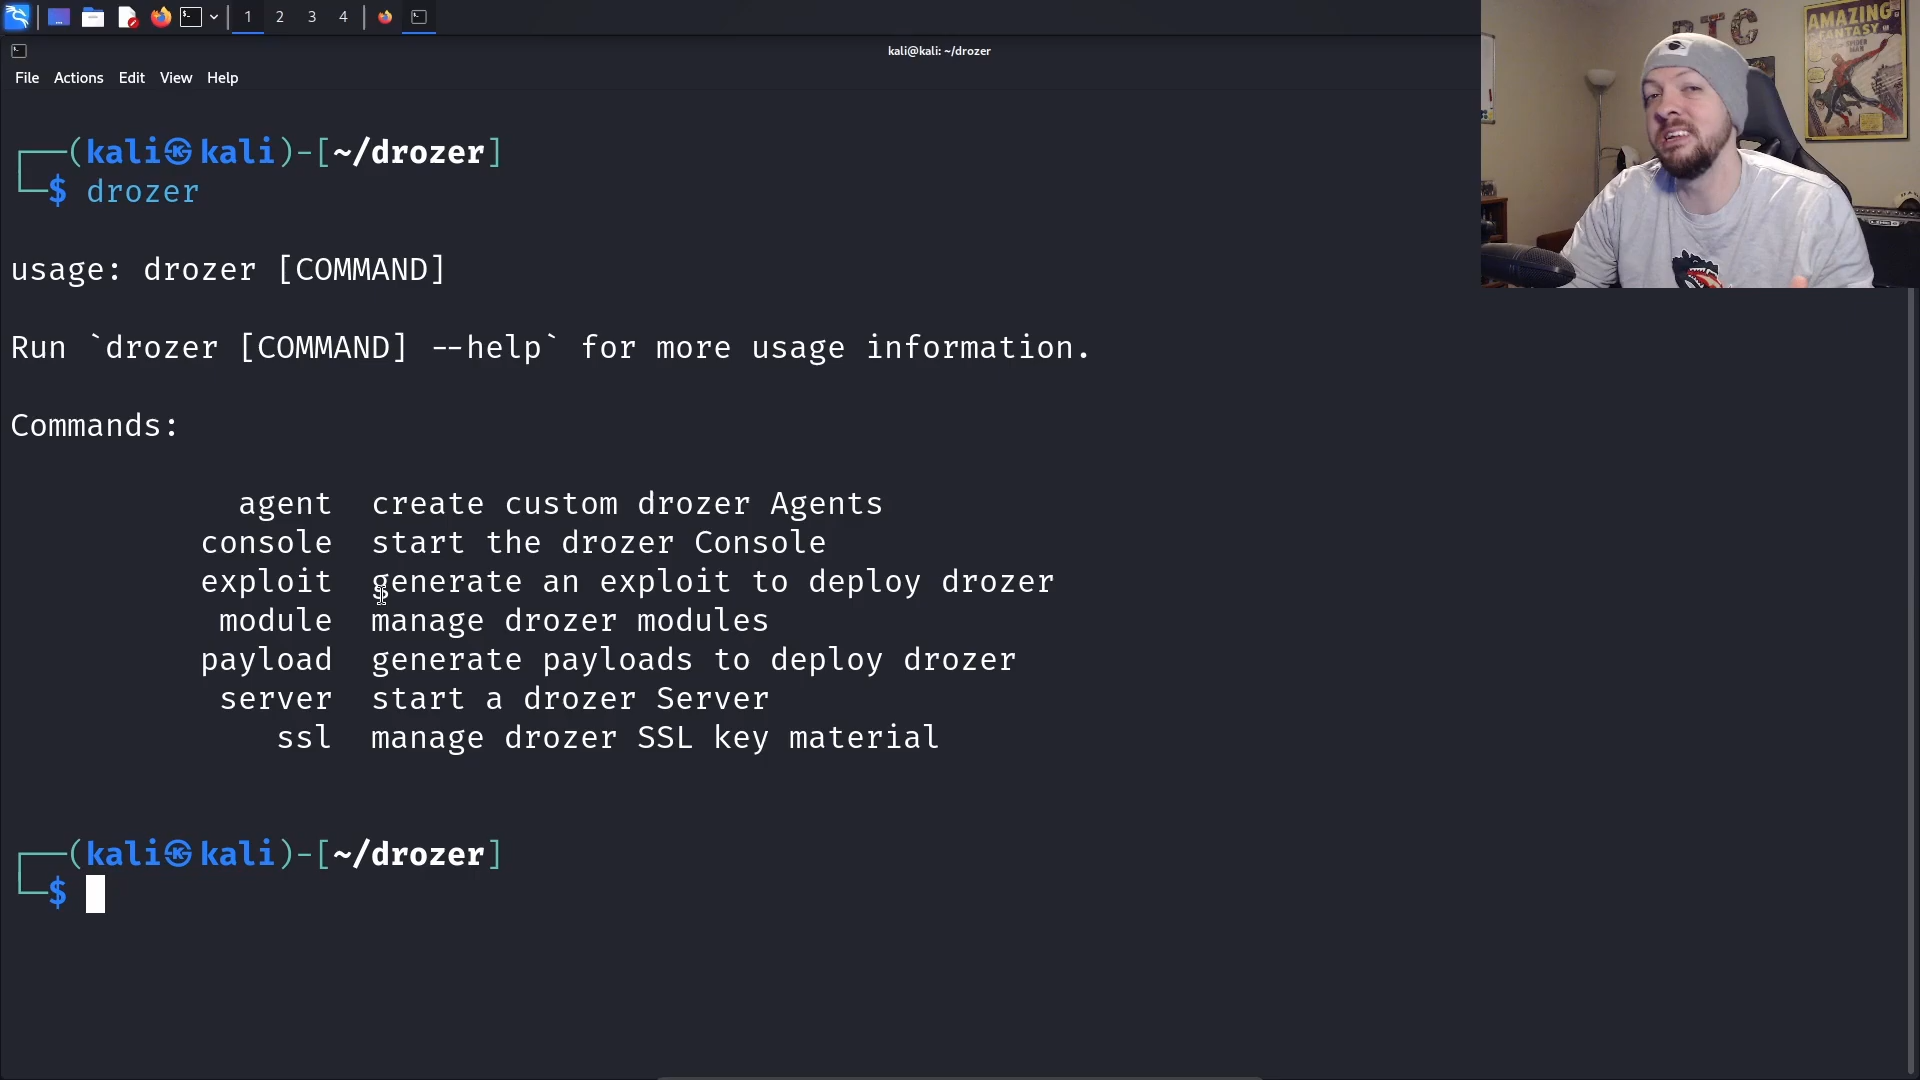 1 2 3 4
kali@kali: ~/drozer
File Actions Edit View Help
(kali㉿kali)-[~/drozer]
$ drozer
usage: drozer [COMMAND]
Run `drozer [COMMAND] --help` for more usage information.
Commands:
agent create custom drozer Agents
console start the drozer Console
exploit generate an exploit to deploy drozer
module manage drozer modules
payload generate payloads to deploy drozer
server start a drozer Server
ssl manage drozer SSL key material
(kali㉿kali)-[~/drozer]
$
AMAZING
FANTASY